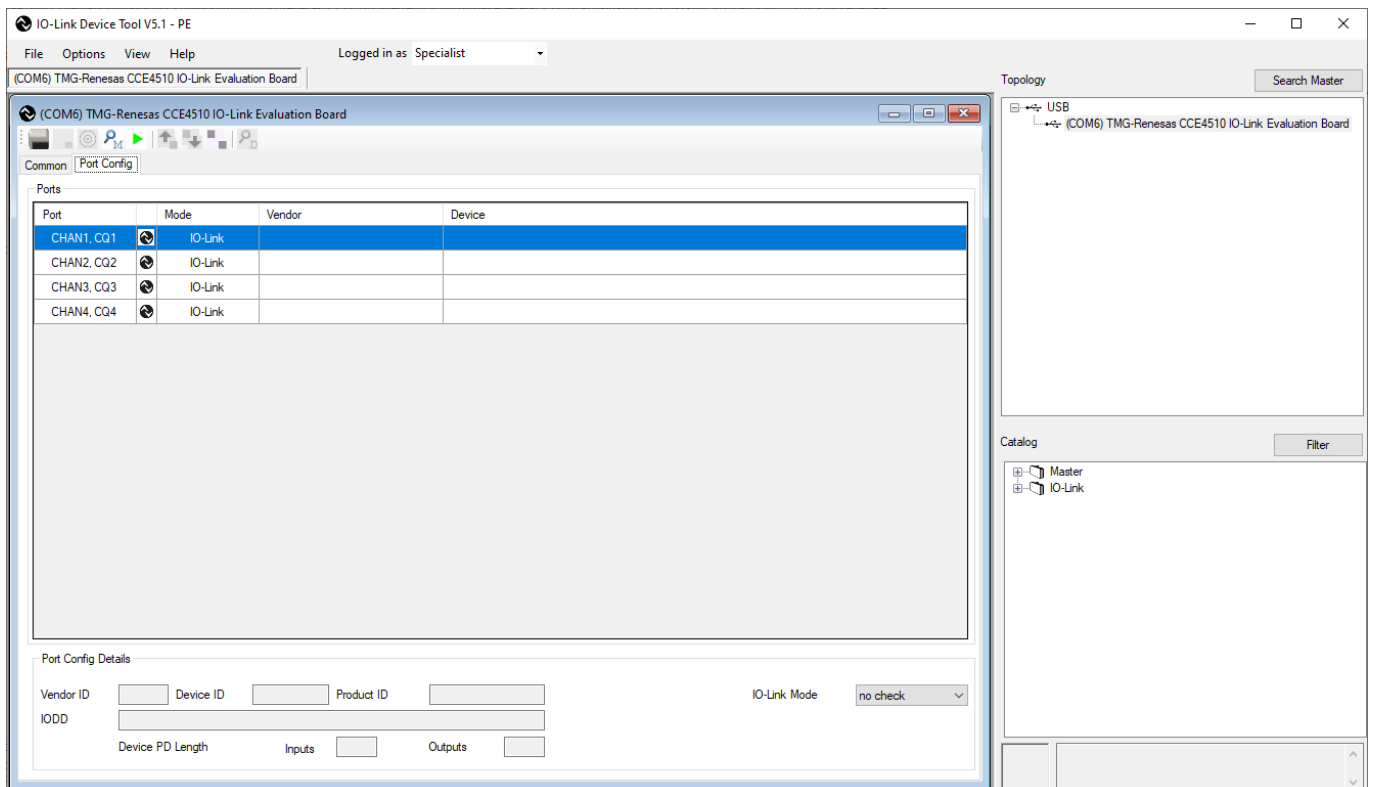 IO-Link Device Tool V5.1 - PE
File Options View Help Logged in as Specialist
(COM6) TMG-Renesas CCE4510 IO-Link Evaluation Board
(COM6) TMG-Renesas CCE4510 IO-Link Evaluation Board
M D
Common Port Config
Ports
Port Mode Vendor Device
CHAN1, CQ1 IO-Link
CHAN2, CQ2 IO-Link
CHAN3, CQ3 IO-Link
CHAN4, CQ4 IO-Link
Port Config Details
Vendor ID Device ID Product ID IO-Link Mode no check
IODD
Device PD Length Inputs Outputs
Topology Search Master
USB
(COM6) TMG-Renesas CCE4510 IO-Link Evaluation Board
Catalog Filter
Master
IO-Link